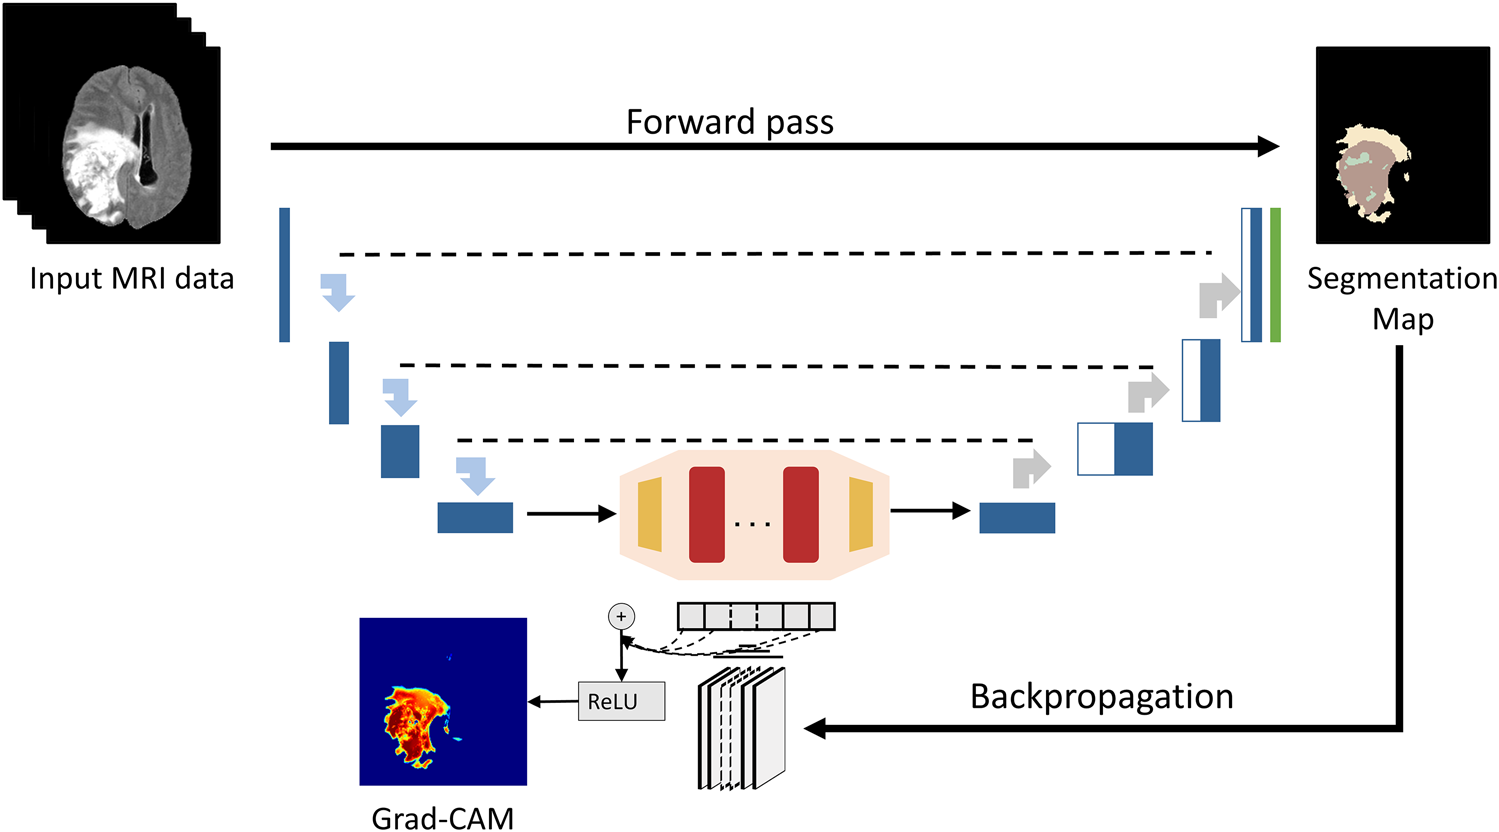 Forward pass
Input MRI data
Segmentation
Map
. . .
+
ReLU
Backpropagation
Grad-CAM